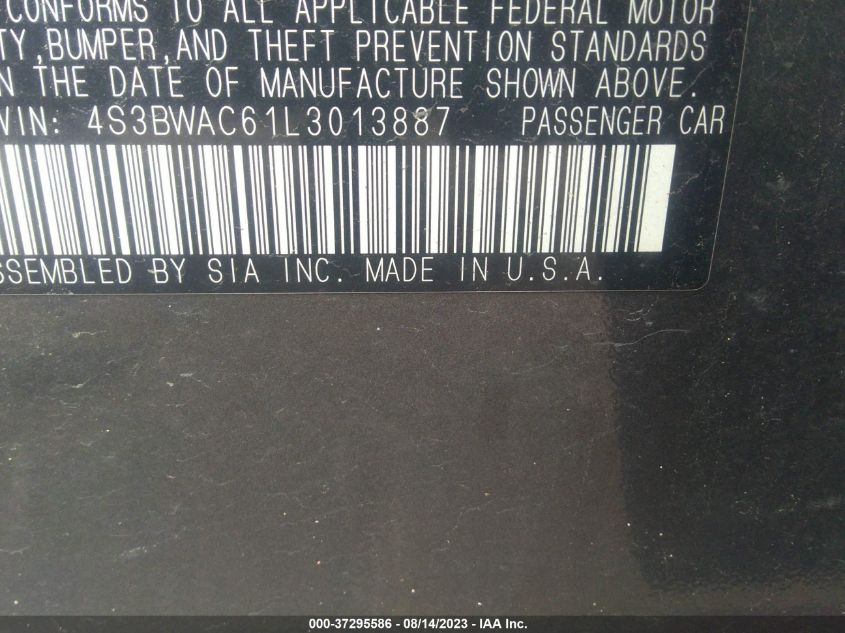 CONFORMS TO ALL APPLICABLE FEDERAL MOTOR
TY,BUMPER,AND THEFT PREVENTION STANDARDS
N THE DATE OF MANUFACTURE SHOWN ABOVE.
VIN: 4S3BWAC61L3013887 PASSENGER CAR
SSEMBLED BY SIA INC. MADE IN U.S.A.
000-37295586 - 08/14/2023 - IAA Inc.